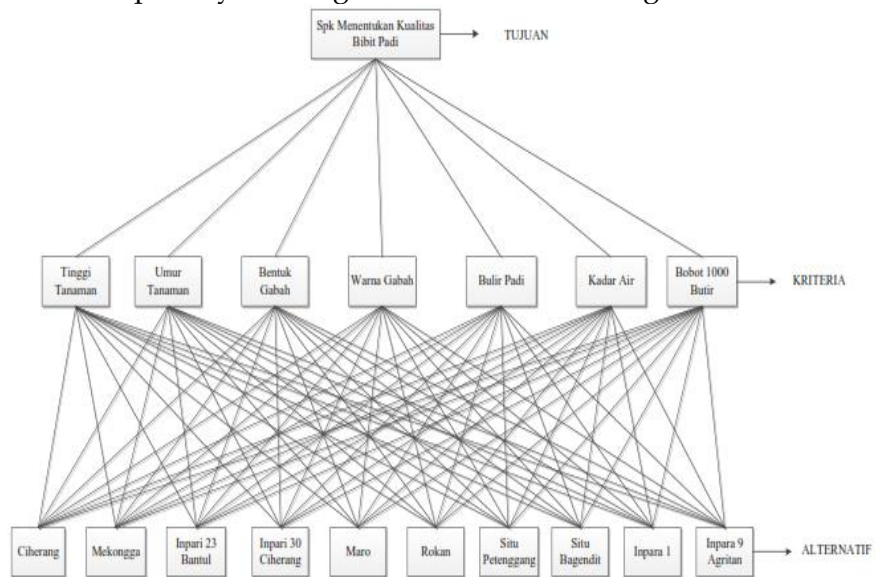 Spk Menentukan Kualitas
Bibit Padi
TUJUAN
Tinggi
Tanaman
Umur
Tanaman
Bentuk
Gabah
Warna Gabah
Bulir Padi
Kadar Air
Bobot 1000
Butir
KRITERIA
Ciherang
Mekongga
Inpari 23
Bantul
Inpari 30
Ciherang
Maro
Rokan
Situ
Petenggang
Situ
Bagendit
Inpara 1
Inpara 9
Agritan
ALTERNATIF